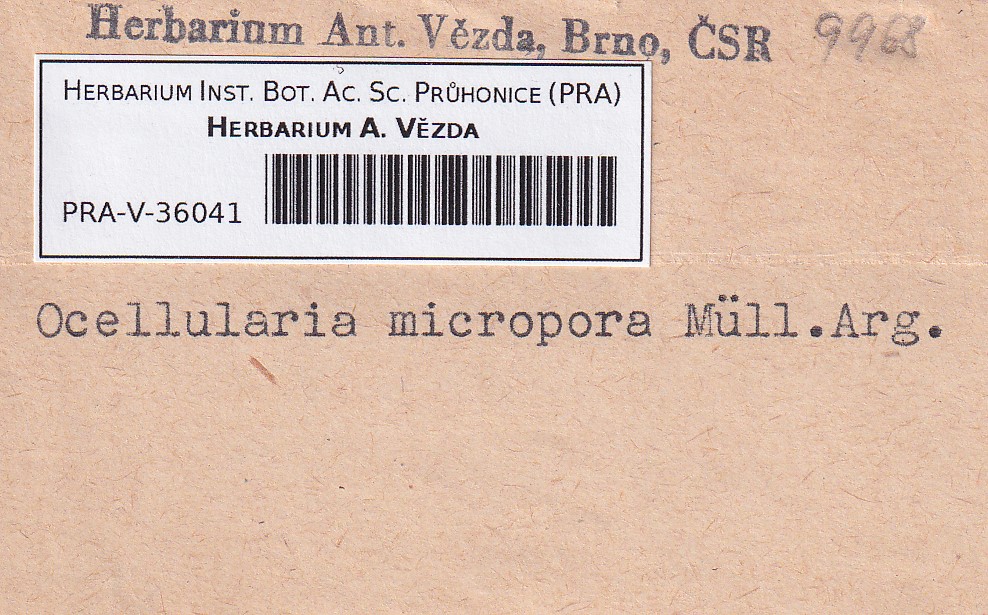 Herbarium Ant. Vězda, Brno, ČSR 9968
HERBARIUM INST. BOT. AC. SC. PRŮHONICE (PRA)
HERBARIUM A. VĚZDA
PRA-V-36041
Ocellularia micropora Müll.Arg.